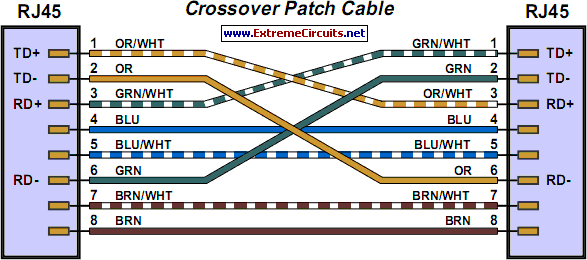 Crossover Patch Cable
RJ45 RJ45
www.ExtremeCircuits.net
TD+ 1 OR/WHT GRN/WHT 1 TD+
TD- 2 OR GRN 2 TD-
RD+ 3 GRN/WHT OR/WHT 3 RD+
4 BLU BLU 4
5 BLU/WHT BLU/WHT 5
RD- 6 GRN OR 6 RD-
7 BRN/WHT BRN/WHT 7
8 BRN BRN 8